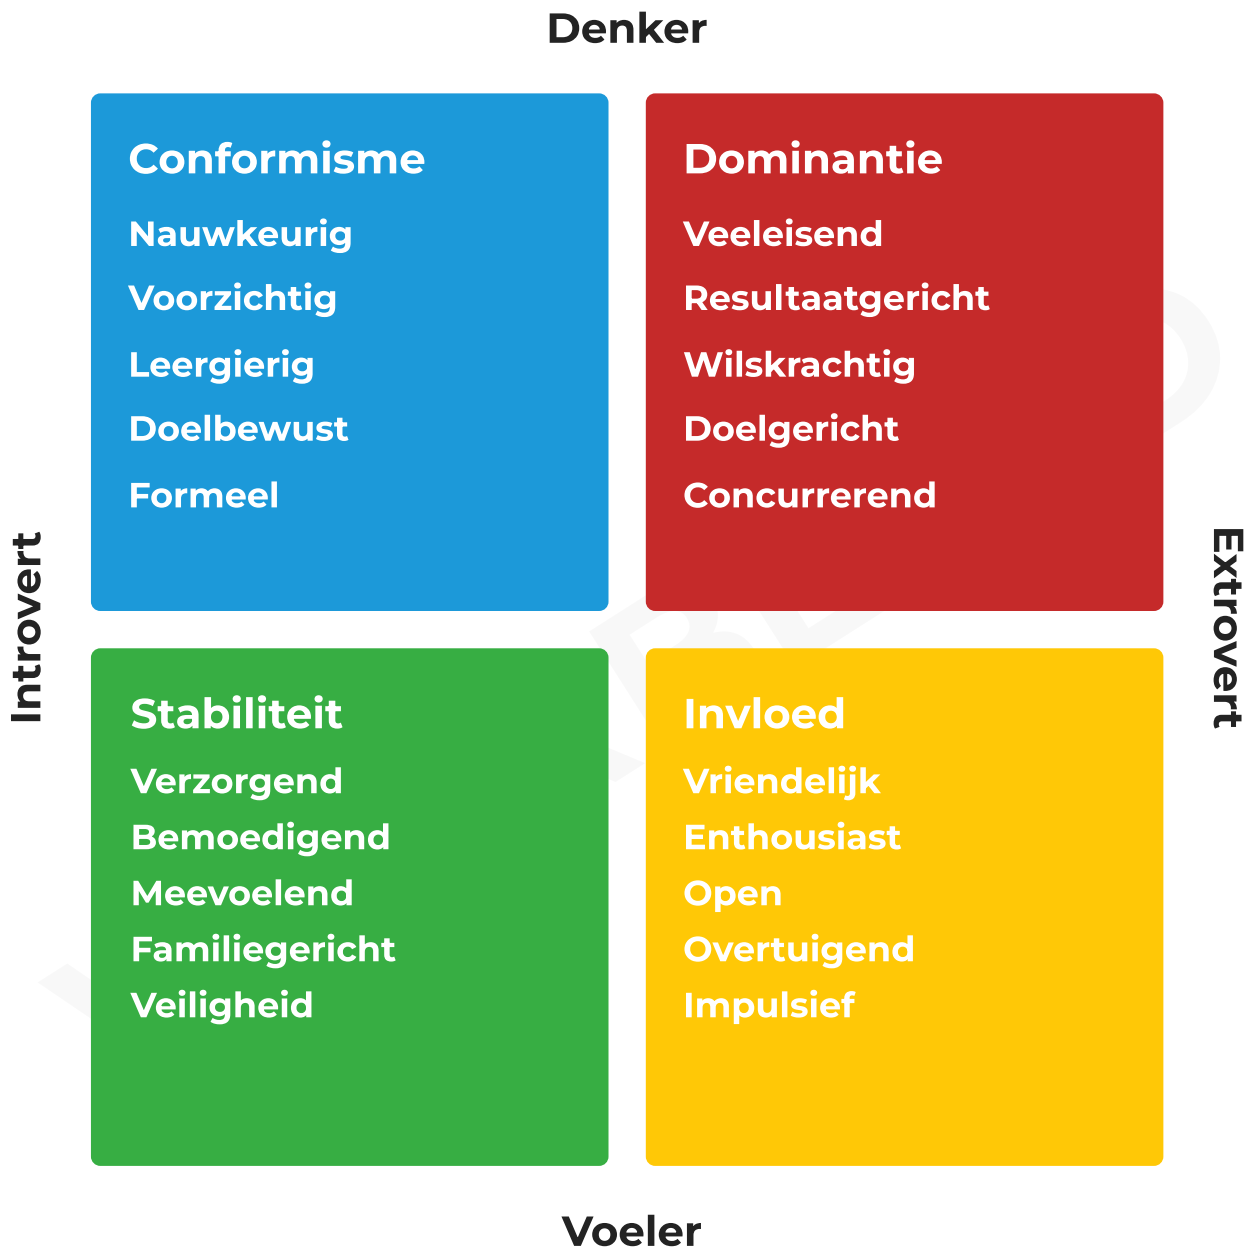 Denker
Conformisme
Nauwkeurig
Voorzichtig
Leergierig
Doelbewust
Formeel
Dominantie
Veeleisend
Resultaatgericht
Wilskrachtig
Doelgericht
Concurrerend
Introvert
Extrovert
Stabiliteit
Verzorgend
Bemoedigend
Meevoelend
Familiegericht
Veiligheid
Invloed
Vriendelijk
Enthousiast
Open
Overtuigend
Impulsief
Voeler